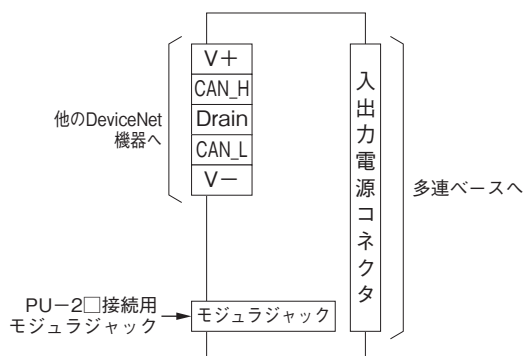 V＋
CAN_H
Drain
CAN_L
V－
他のDeviceNet
機器へ
入出力電源コネクタ
多連ベースへ
PU－2□接続用
モジュラジャック
モジュラジャック